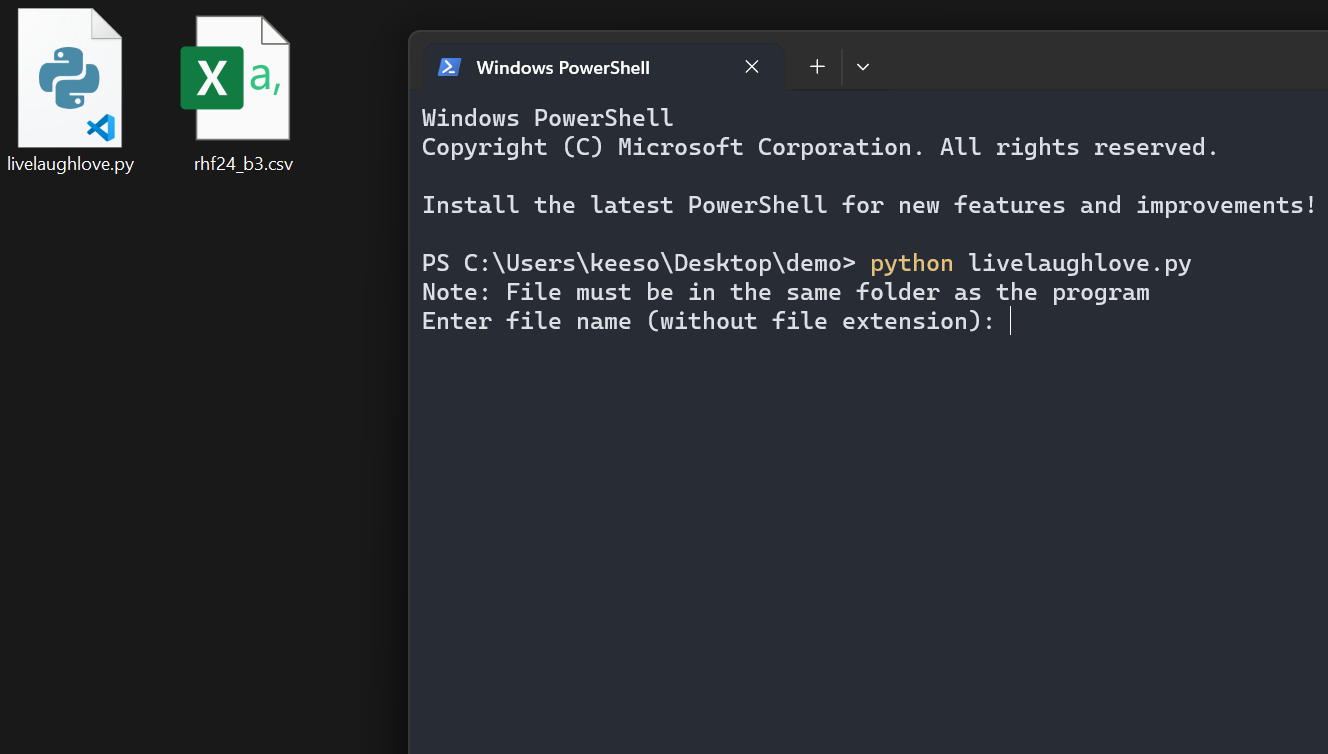 livelaughlove.py
X a,
rhf24_b3.csv
Windows PowerShell
Windows PowerShell
Copyright (C) Microsoft Corporation. All rights reserved.
Install the latest PowerShell for new features and improvements!
PS C:\Users\keeso\Desktop\demo> python livelaughlove.py
Note: File must be in the same folder as the program
Enter file name (without file extension):